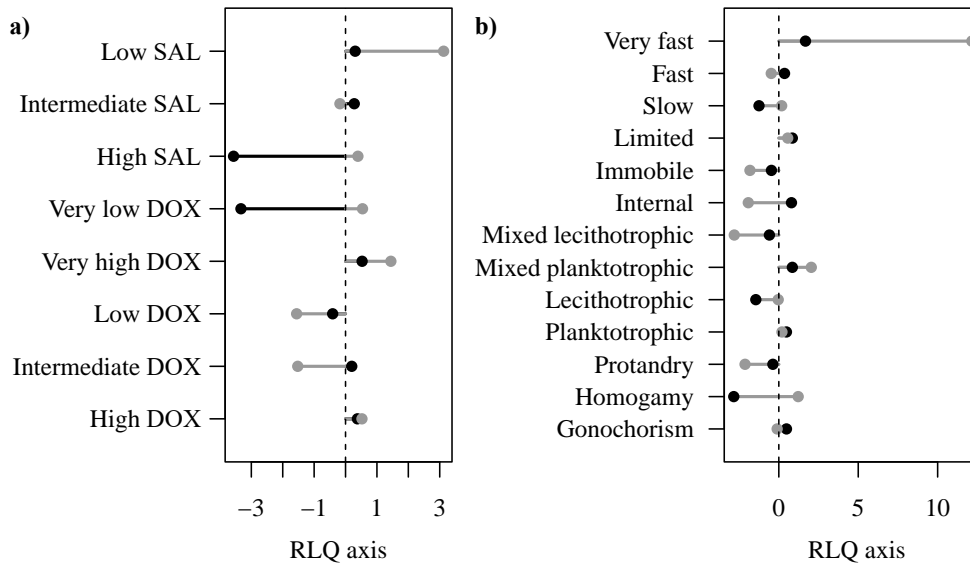 a)
Low SAL
Intermediate SAL
High SAL
Very low DOX
Very high DOX
Low DOX
Intermediate DOX
High DOX
−3 −1 1 3
RLQ axis
b)
Very fast
Fast
Slow
Limited
Immobile
Internal
Mixed lecithotrophic
Mixed planktotrophic
Lecithotrophic
Planktotrophic
Protandry
Homogamy
Gonochorism
0 5 10
RLQ axis